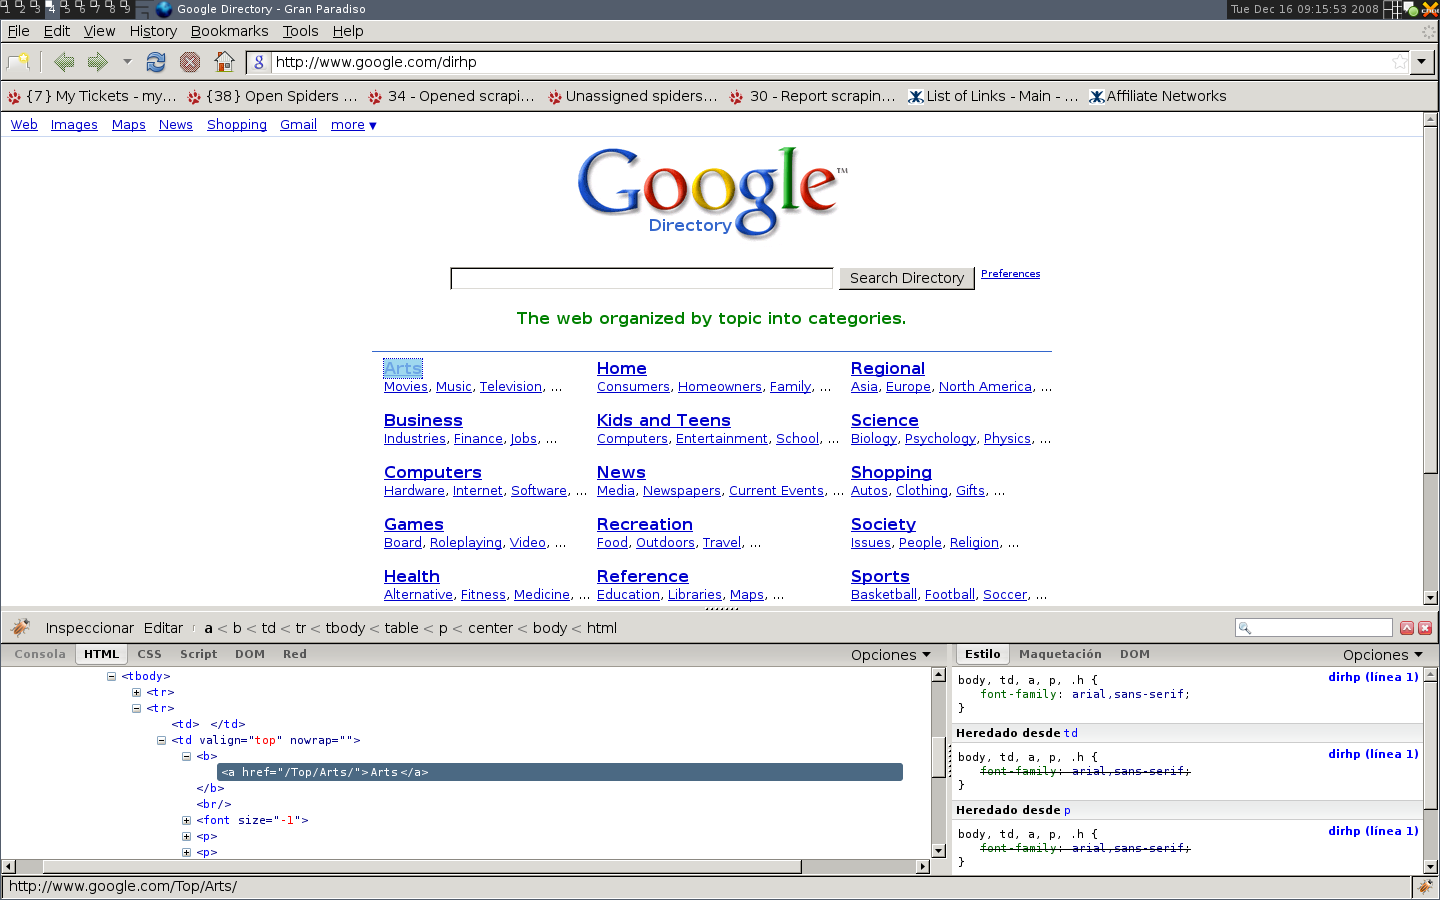 1 2 3 4 5 6 7 8 9 Google Directory - Gran Paradiso Tue Dec 16 09:15:53 2008
File Edit View History Bookmarks Tools Help
g http://www.google.com/dirhp
{7} My Tickets - my... {38} Open Spiders ... 34 - Opened scrapi... Unassigned spiders... 30 - Report scrapin... List of Links - Main - ... Affiliate Networks
Web Images Maps News Shopping Gmail more ▼
Google™
Directory
Search Directory Preferences
The web organized by topic into categories.
Arts Home Regional
Movies, Music, Television, ... Consumers, Homeowners, Family, ... Asia, Europe, North America, ...
Business Kids and Teens Science
Industries, Finance, Jobs, ... Computers, Entertainment, School, ... Biology, Psychology, Physics, ...
Computers News Shopping
Hardware, Internet, Software, ... Media, Newspapers, Current Events, ... Autos, Clothing, Gifts, ...
Games Recreation Society
Board, Roleplaying, Video, ... Food, Outdoors, Travel, ... Issues, People, Religion, ...
Health Reference Sports
Alternative, Fitness, Medicine, ... Education, Libraries, Maps, ... Basketball, Football, Soccer, ...
Inspeccionar Editar a < b < td < tr < tbody < table < p < center < body < html
Consola HTML CSS Script DOM Red Opciones
<tbody>
<tr>
<tr>
<td> </td>
<td valign="top" nowrap="">
<b>
<a href="/Top/Arts/">Arts</a>
</b>
<br/>
<font size="-1">
<p>
<p>
Estilo Maquetación DOM Opciones
body, td, a, p, .h { dirhp (línea 1)
font-family: arial,sans-serif;
}
Heredado desde td
body, td, a, p, .h { dirhp (línea 1)
font-family: arial,sans-serif;
}
Heredado desde p
body, td, a, p, .h { dirhp (línea 1)
font-family: arial,sans-serif;
}
http://www.google.com/Top/Arts/